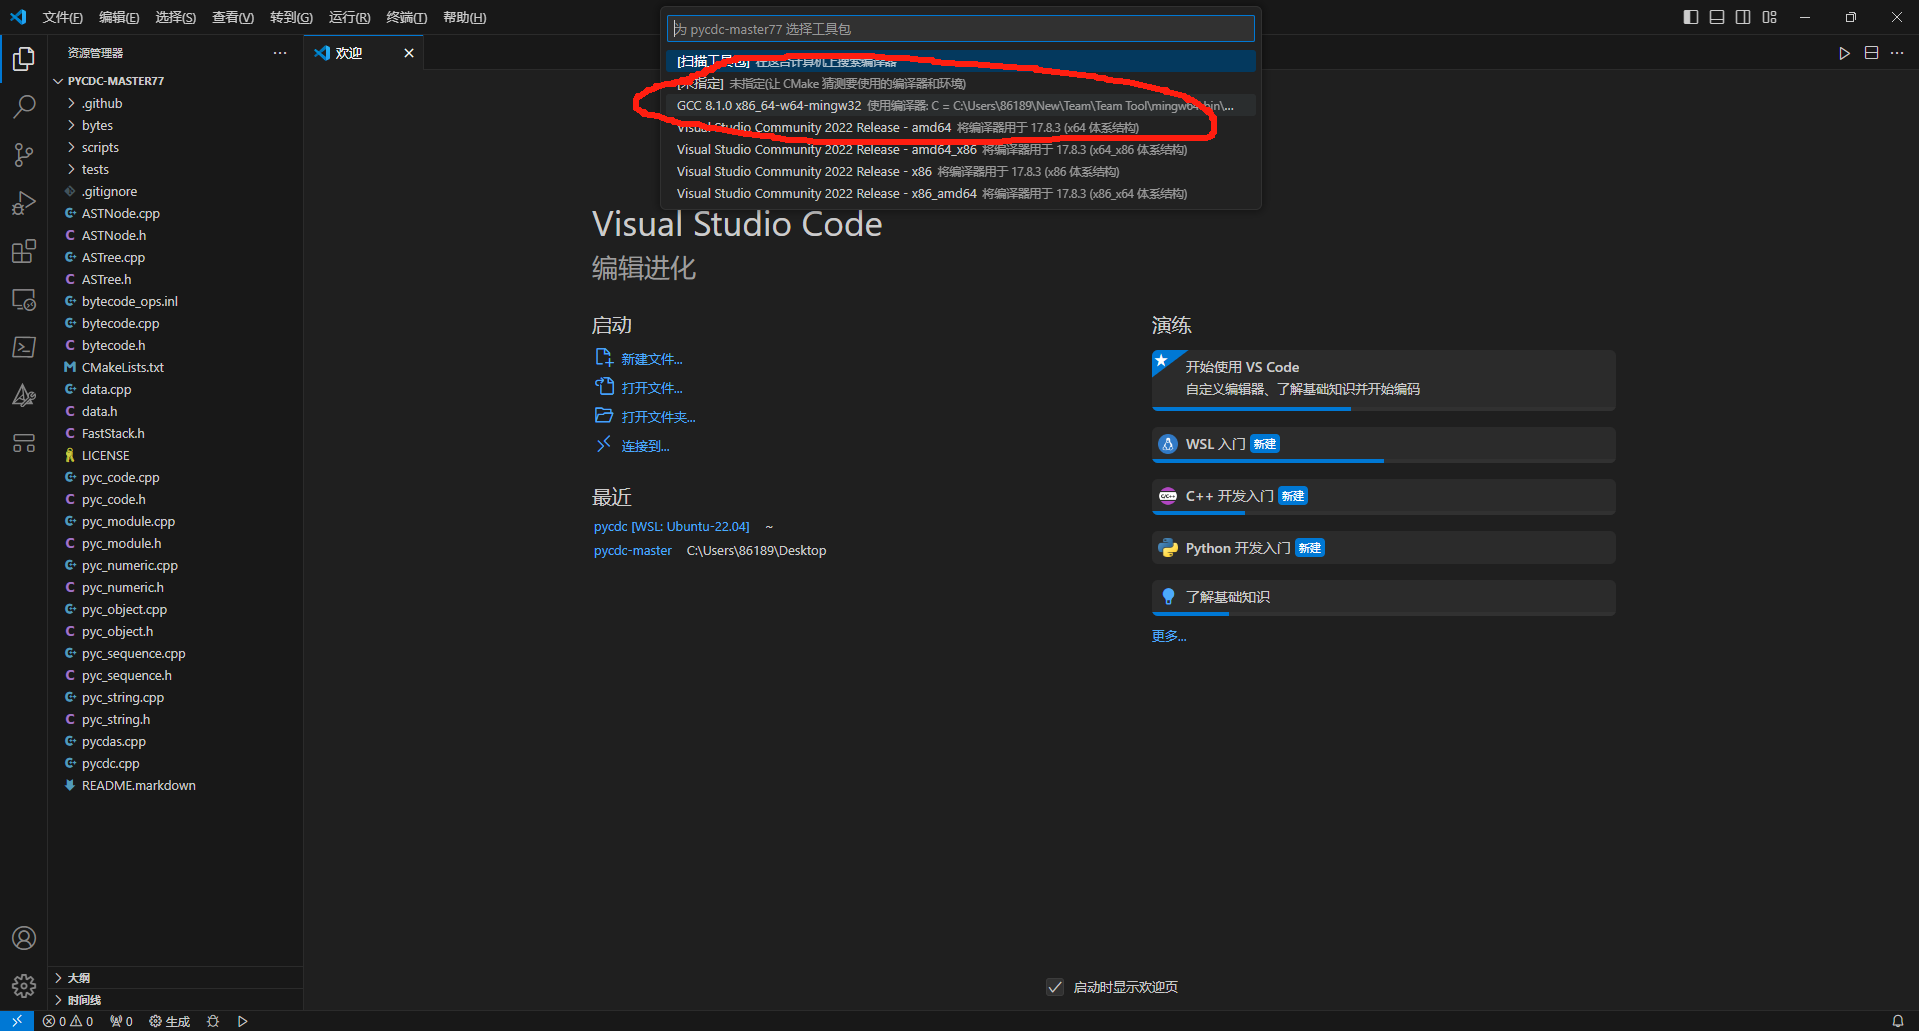 文件(F) 编辑(E) 选择(S) 查看(V) 转到(G) 运行(R) 终端(T) 帮助(H)
为 pycdc-master77 选择工具包
[扫描工具包] 在这台计算机上搜索编译器
[未指定] 未指定(让 CMake 猜测要使用的编译器和环境)
GCC 8.1.0 x86_64-w64-mingw32 使用编译器: C = C:\Users\86189\New\Team\Team Tool\mingw64\bin\...
Visual Studio Community 2022 Release - amd64 将编译器用于 17.8.3 (x64 体系结构)
Visual Studio Community 2022 Release - amd64_x86 将编译器用于 17.8.3 (x64_x86 体系结构)
Visual Studio Community 2022 Release - x86 将编译器用于 17.8.3 (x86 体系结构)
Visual Studio Community 2022 Release - x86_amd64 将编译器用于 17.8.3 (x86_x64 体系结构)
资源管理器
PYCDC-MASTER77
.github
bytes
scripts
tests
.gitignore
ASTNode.cpp
ASTNode.h
ASTree.cpp
ASTree.h
bytecode_ops.inl
bytecode.cpp
bytecode.h
CMakeLists.txt
data.cpp
data.h
FastStack.h
LICENSE
pyc_code.cpp
pyc_code.h
pyc_module.cpp
pyc_module.h
pyc_numeric.cpp
pyc_numeric.h
pyc_object.cpp
pyc_object.h
pyc_sequence.cpp
pyc_sequence.h
pyc_string.cpp
pyc_string.h
pycdas.cpp
pycdc.cpp
README.markdown
大纲
时间线
欢迎
Visual Studio Code
编辑进化
启动
新建文件...
打开文件...
打开文件夹...
连接到...
最近
pycdc [WSL: Ubuntu-22.04] ~
pycdc-master C:\Users\86189\Desktop
演练
开始使用 VS Code
自定义编辑器、了解基础知识并开始编码
WSL 入门 新建
C++ 开发入门 新建
Python 开发入门 新建
了解基础知识
更多...
启动时显示欢迎页
0 0 0 生成